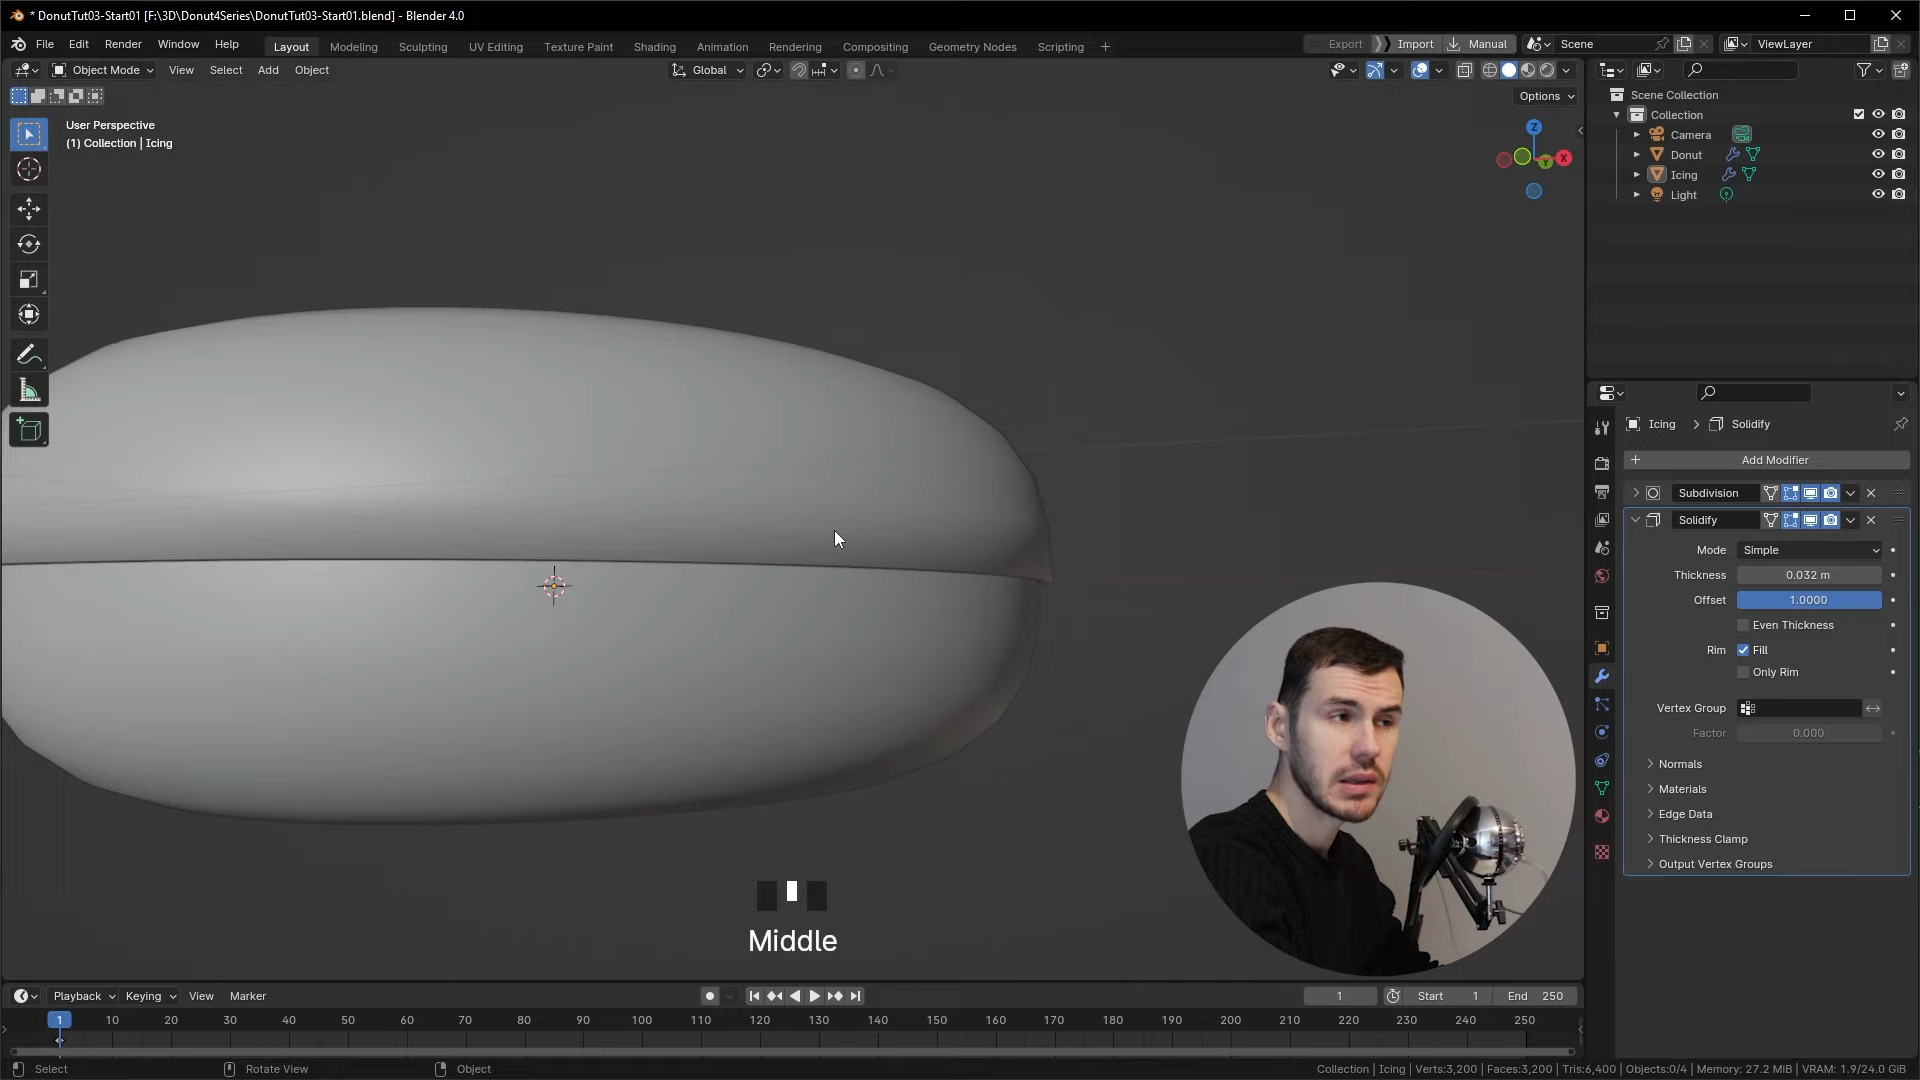 * DonutTut03-Start01 [F:\3D\Donut4Series\DonutTut03-Start01.blend] - Blender 4.0
File Edit Render Window Help Layout Modeling Sculpting UV Editing Texture Paint Shading Animation Rendering Compositing Geometry Nodes Scripting + Export Import Manual Scene ViewLayer
Object Mode View Select Add Object Global
Options
User Perspective
(1) Collection | Icing
Z
X
Y
Scene Collection
Collection
Camera
Donut
Icing
Light
Icing > Solidify
+ Add Modifier
Subdivision
Solidify
Mode Simple
Thickness 0.032 m
Offset 1.0000
Even Thickness
Rim Fill
Only Rim
Vertex Group
Factor 0.000
Normals
Materials
Edge Data
Thickness Clamp
Output Vertex Groups
Middle
Playback Keying View Marker 1 Start 1 End 250
1 10 20 30 40 50 60 70 80 90 100 110 120 130 140 150 160 170 180 190 200 210 220 230 240 250
Select Rotate View Object Collection | Icing | Verts:3,200 | Faces:3,200 | Tris:6,400 | Objects:0/4 | Memory: 27.2 MiB | VRAM: 1.9/24.0 GiB